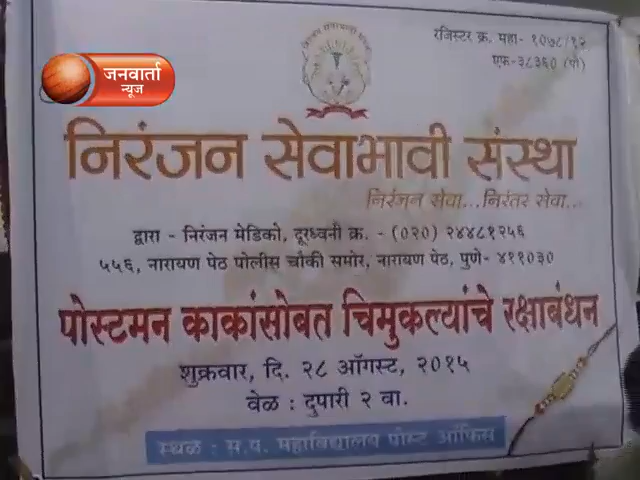 जनवार्ता
न्यूज
रजिस्टर क्र. महा- १०७८/१२
एफ-३८३६० (पो)
निरंजन सेवाभावी संस्था
निरंजन सेवा...निरंतर सेवा...
द्वारा - निरंजन मेडिको, दूरध्वनी क्र. - (०२०) २४४८१२५६
५५६, नारायण पेठ पोलीस चौकी समोर, नारायण पेठ, पुणे- ४११०३०
पोस्टमन काकांसोबत चिमुकल्यांचे रक्षाबंधन
शुक्रवार, दि. २८ ऑगस्ट, २०१५
वेळ : दुपारी २ वा.
स्थळ : स.प. महाविद्यालय पोस्ट ऑफिस